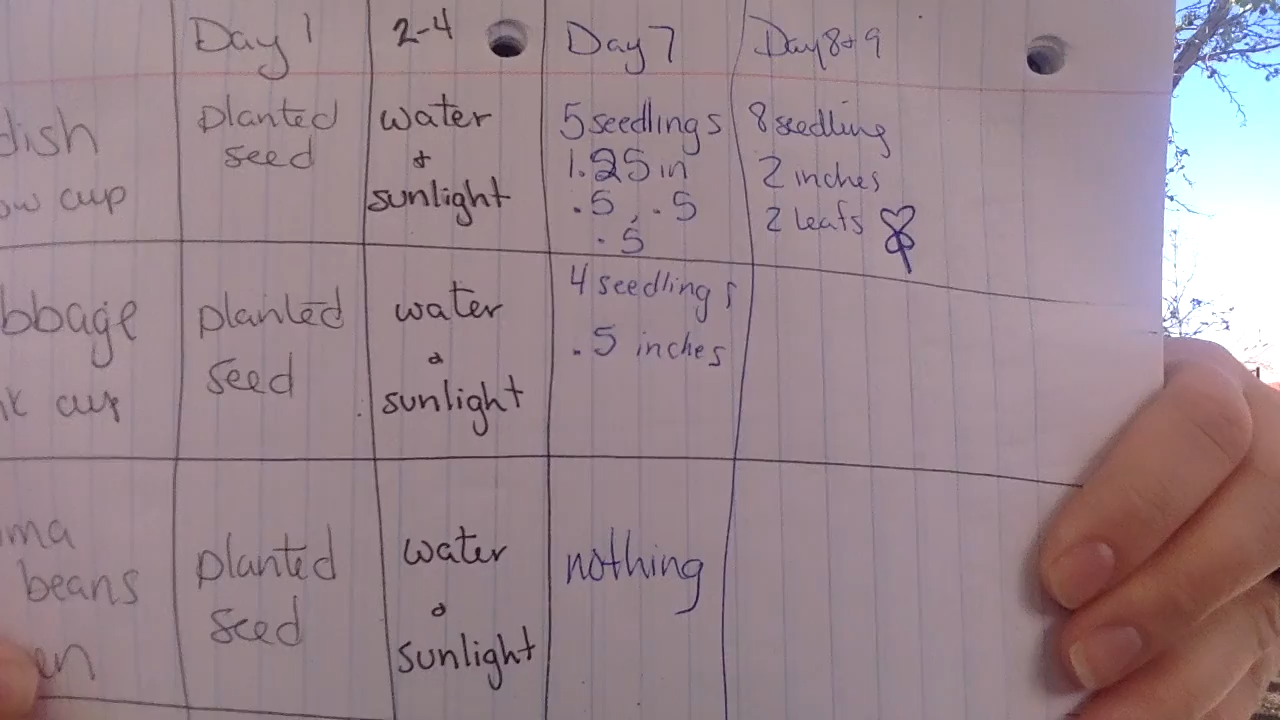 Day 1 2-4 Day 7 Day 8+9
dish planted water 5 seedlings 8 seedling
ow cup seed + 1.25 in 2 inches
sunlight .5, .5 2 leafs
.5
bbage planted water 4 seedlings
nk cup seed & .5 inches
sunlight
ma planted water nothing
beans seed &
en sunlight